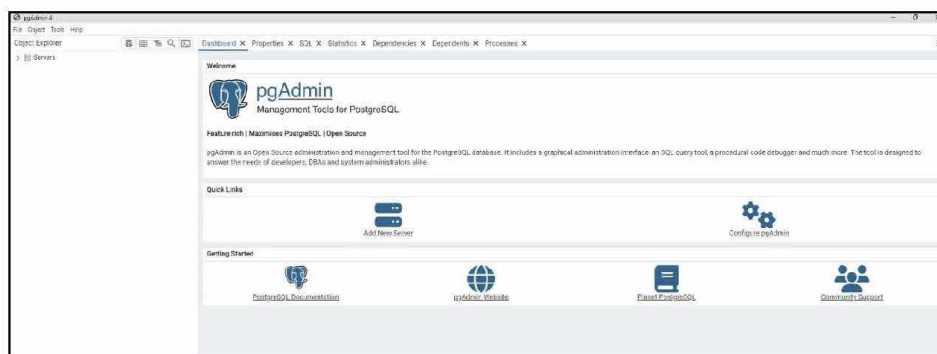 pgAdmin 4
File Object Tools Help
Object Explorer
Dashboard X Properties X SQL X Statistics X Dependencies X Dependents X Processes X
Servers
Welcome
pgAdmin
Management Tools for PostgreSQL
Feature rich | Maximises PostgreSQL | Open Source
pgAdmin is an Open Source administration and management tool for the PostgreSQL database. It includes a graphical administration interface, an SQL query tool, a procedural code debugger and much more. The tool is designed to
answer the needs of developers, DBAs and system administrators alike.
Quick Links
Add New Server
Configure pgAdmin
Getting Started
PostgreSQL Documentation
pgAdmin Website
Planet PostgreSQL
Community Support